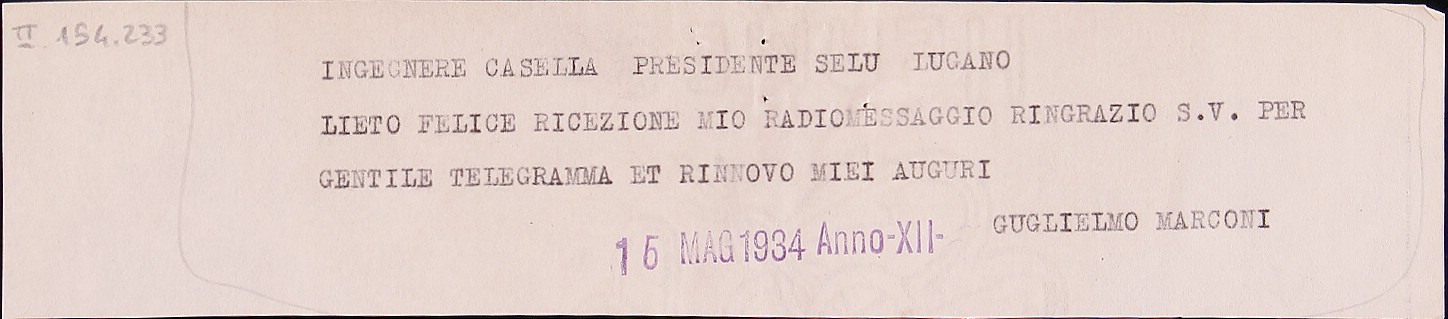 II 154.233
INGEGNERE CASELLA PRESIDENTE SELU LUGANO
LIETO FELICE RICEZIONE MIO RADIOMESSAGGIO RINGRAZIO S.V. PER
GENTILE TELEGRAMMA ET RINNOVO MIEI AUGURI
GUGLIELMO MARCONI
15 MAG 1934 Anno-XII-